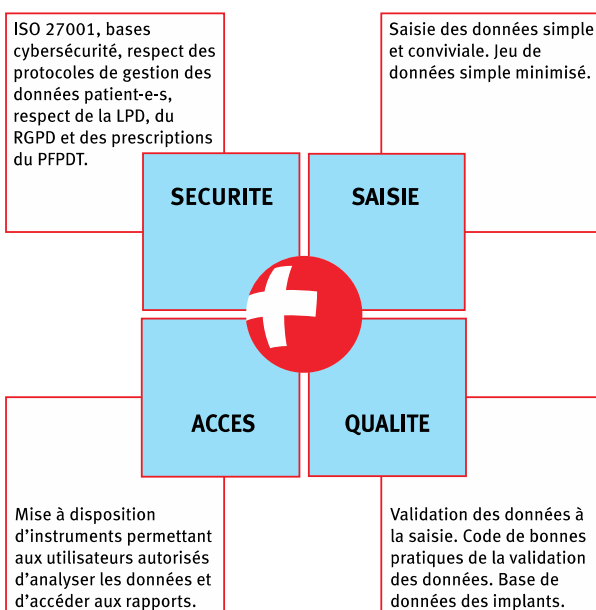 ISO 27001, bases
cybersécurité, respect des
protocoles de gestion des
données patient-e-s,
respect de la LPD, du
RGPD et des prescriptions
du PFPDT.
Saisie des données simple
et conviviale. Jeu de
données simple minimisé.
SECURITE
SAISIE
ACCES
QUALITE
Mise à disposition
d'instruments permettant
aux utilisateurs autorisés
d'analyser les données et
d'accéder aux rapports.
Validation des données à
la saisie. Code de bonnes
pratiques de la validation
des données. Base de
données des implants.